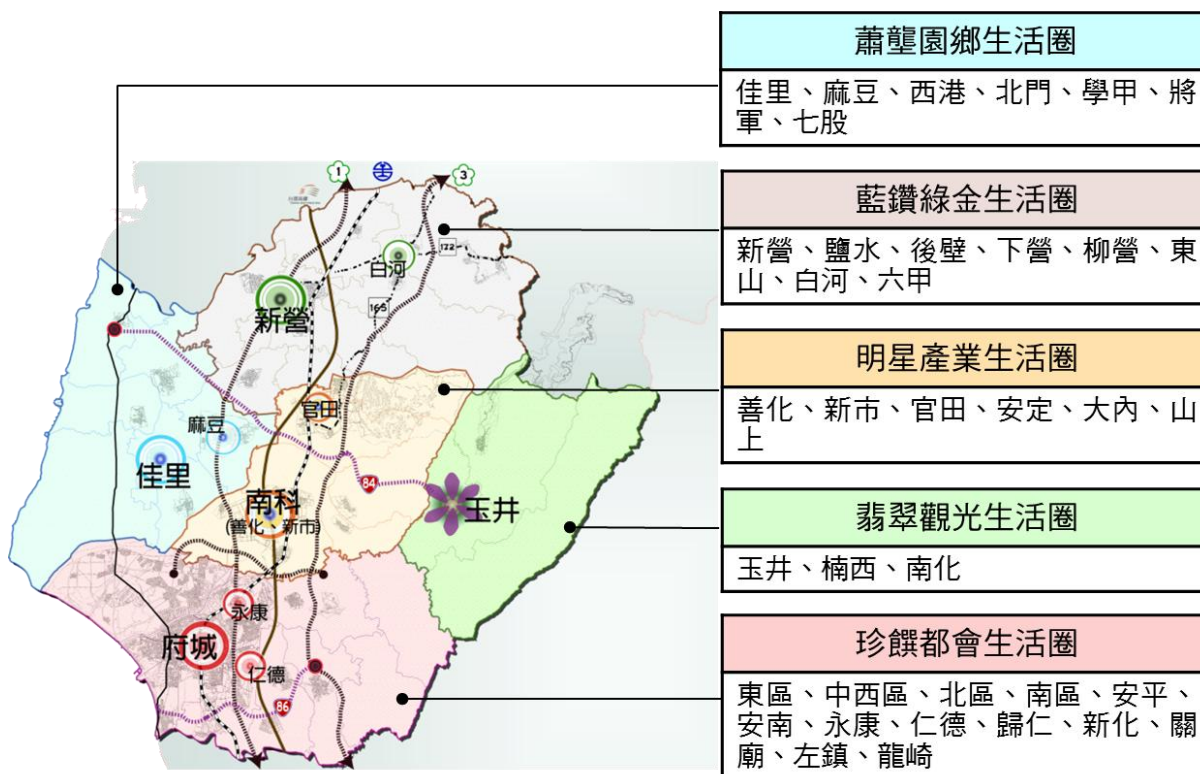 蕭壟園鄉生活圈
佳里、麻豆、西港、北門、學甲、將
軍、七股
藍鑽綠金生活圈
新營、鹽水、後壁、下營、柳營、東
山、白河、六甲
明星產業生活圈
善化、新市、官田、安定、大內、山
上
翡翠觀光生活圈
玉井、楠西、南化
珍饌都會生活圈
東區、中西區、北區、南區、安平、
安南、永康、仁德、歸仁、新化、關
廟、左鎮、龍崎
1
3
172
白河
165
新營
官田
麻豆
佳里
84
南科
(善化、新市)
玉井
永康
府城
仁德
86